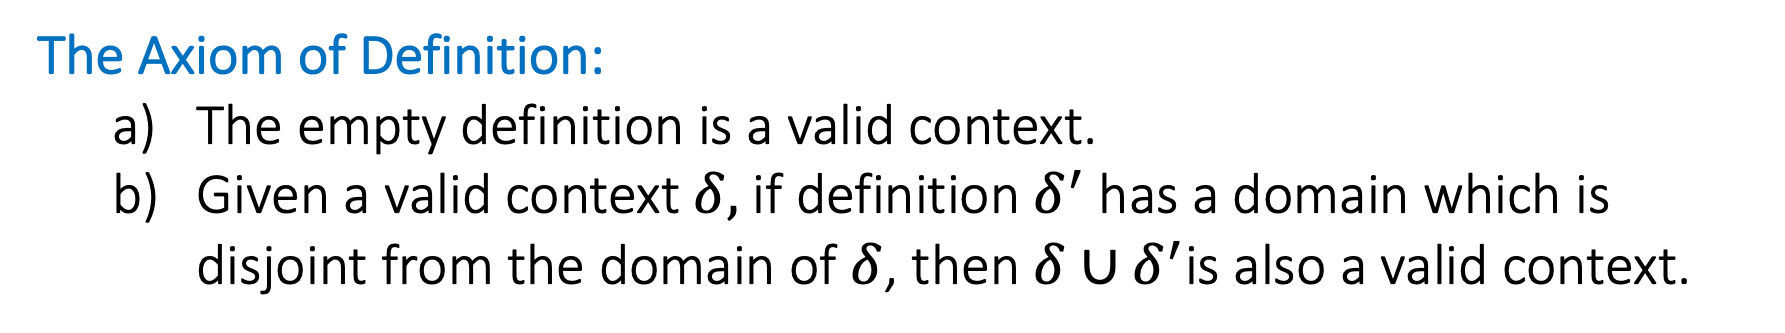 The Axiom of Definition:
a) The empty definition is a valid context.
b) Given a valid context δ, if definition δ′ has a domain which is
disjoint from the domain of δ, then δ ∪ δ′is also a valid context.